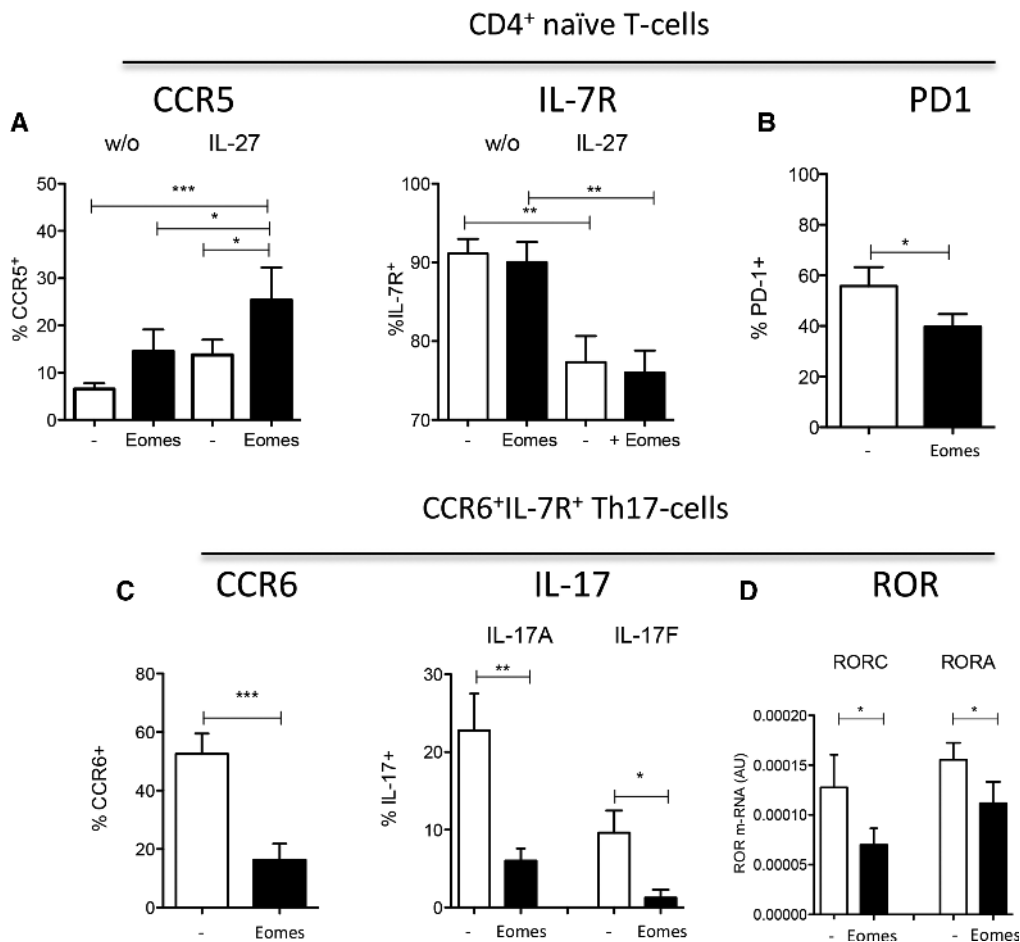 CD4⁺ naïve T-cells
CCR5 IL-7R PD1
A B
w/o IL-27 w/o IL-27
50
40
30
20
10
0
% CCR5⁺
***
*
*
- Eomes - Eomes
100
90
80
70
%IL-7R⁺
**
**
- Eomes - + Eomes
100
80
60
40
20
0
% PD-1+
*
- Eomes
CCR6⁺IL-7R⁺ Th17-cells
C CCR6 IL-17 D ROR
IL-17A IL-17F
RORC RORA
80
60
40
20
0
% CCR6+
***
- Eomes
30
20
10
0
% IL-17+
**
*
- Eomes - Eomes
0.00020
0.00015
0.00010
0.00005
0.00000
ROR m-RNA (AU)
* *
- Eomes - Eomes